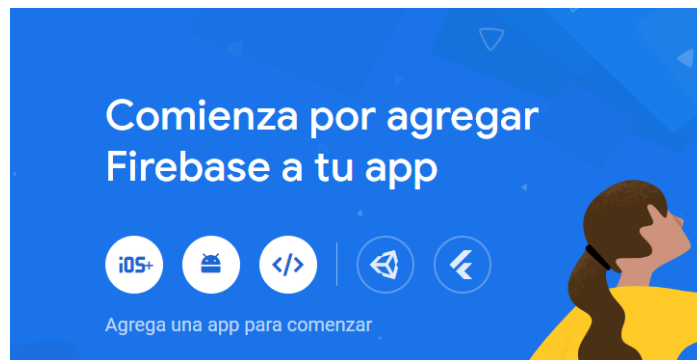 Comienza por agregar
Firebase a tu app
iOS+
</>
Agrega una app para comenzar